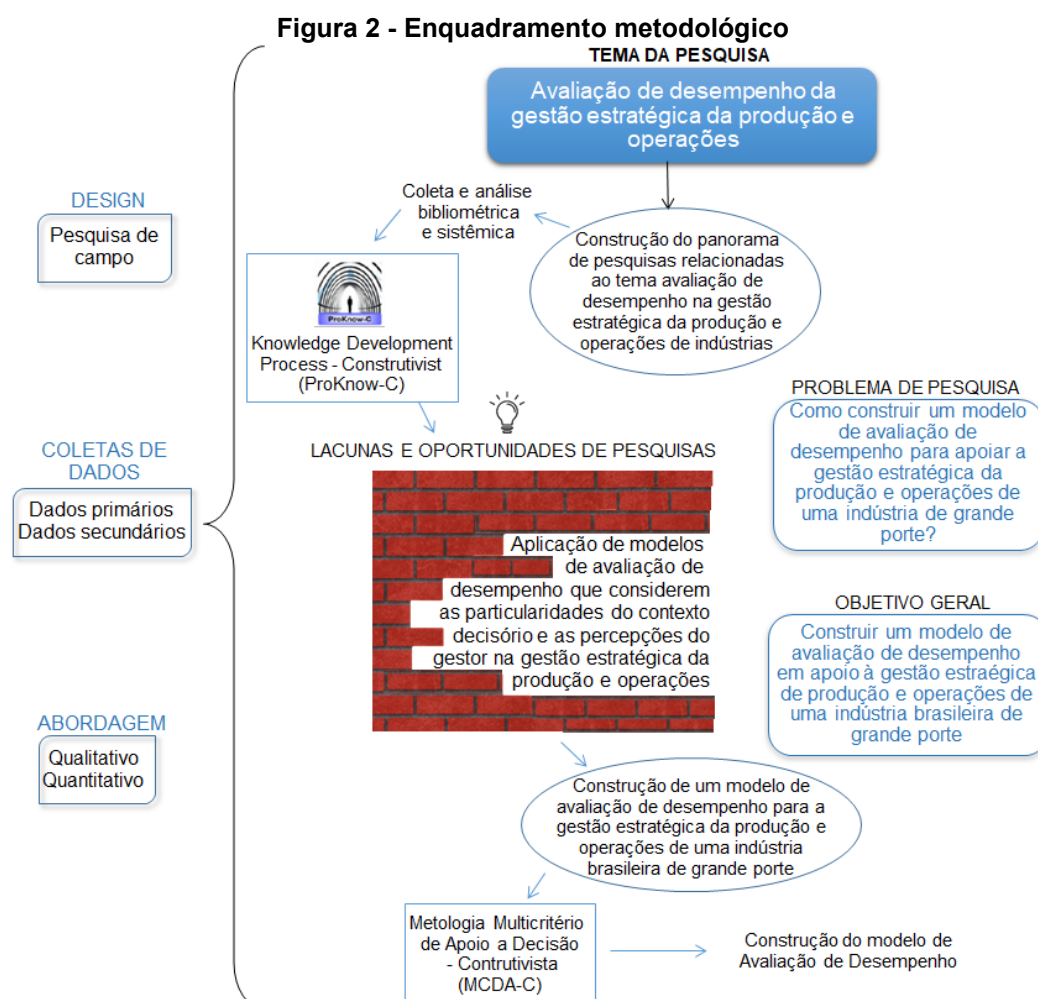 Figura 2 - Enquadramento metodológico
TEMA DA PESQUISA
Avaliação de desempenho da
gestão estratégica da produção e
operações
DESIGN
Pesquisa de
campo
Coleta e análise
bibliométrica
e sistêmica
Construção do panorama
de pesquisas relacionadas
ao tema avaliação de
desempenho na gestão
estratégica da produção e
operações de indústrias
ProKnow-C
Knowledge Development
Process - Construtivist
(ProKnow-C)
PROBLEMA DE PESQUISA
Como construir um modelo
de avaliação de
desempenho para apoiar a
gestão estratégica da
produção e operações de
uma indústria de grande
porte?
COLETAS DE
DADOS
Dados primários
Dados secundários
LACUNAS E OPORTUNIDADES DE PESQUISAS
Aplicação de modelos
de avaliação de
desempenho que considerem
as particularidades do contexto
decisório e as percepções do
gestor na gestão estratégica da
produção e operações
OBJETIVO GERAL
Construir um modelo de
avaliação de desempenho
em apoio à gestão estraégica
de produção e operações de
uma indústria brasileira de
grande porte
ABORDAGEM
Qualitativo
Quantitativo
Construção de um modelo de
avaliação de desempenho para a
gestão estratégica da produção e
operações de uma indústria
brasileira de grande porte
Metologia Multicritério
de Apoio a Decisão
- Contrutivista
(MCDA-C)
Construção do modelo de
Avaliação de Desempenho